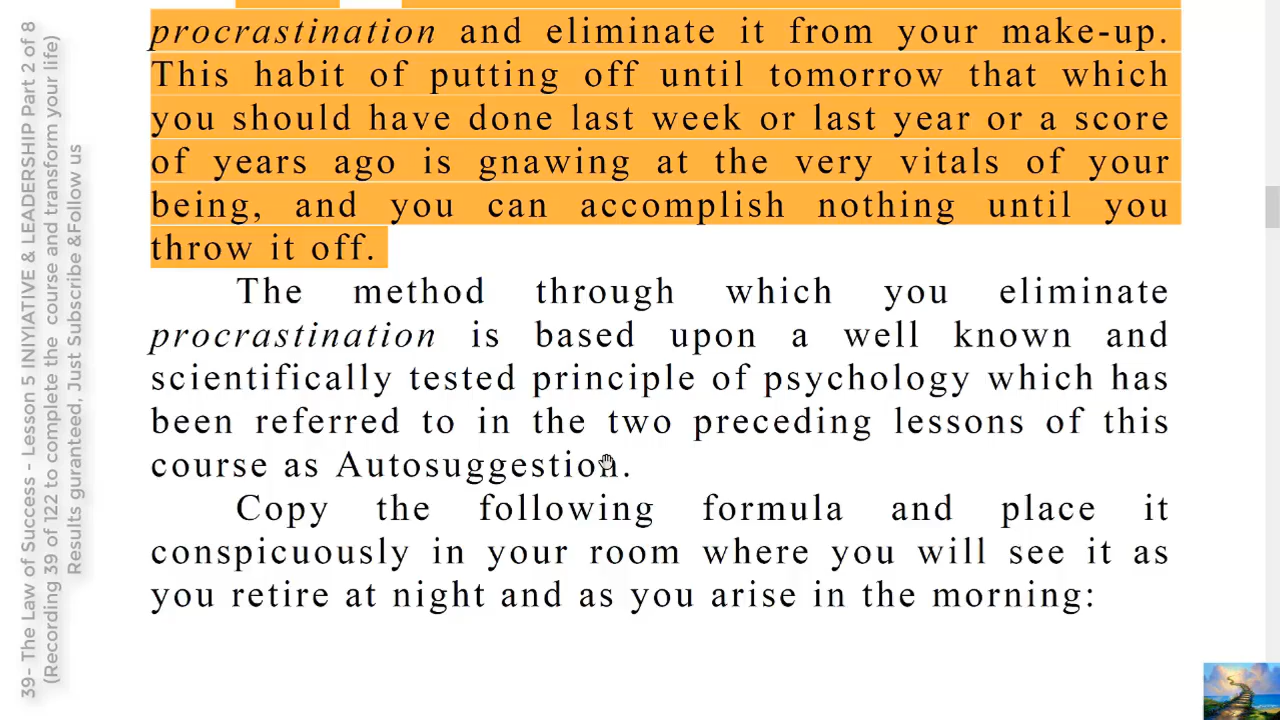 procrastination and eliminate it from your make-up.
This habit of putting off until tomorrow that which
you should have done last week or last year or a score
of years ago is gnawing at the very vitals of your
being, and you can accomplish nothing until you
throw it off.
The method through which you eliminate
procrastination is based upon a well known and
scientifically tested principle of psychology which has
been referred to in the two preceding lessons of this
course as Autosuggestion.
Copy the following formula and place it
conspicuously in your room where you will see it as
you retire at night and as you arise in the morning:
39- The Law of Success - Lesson 5 INIYIATIVE & LEADERSHIP Part 2 of 8
(Recording 39 of 122 to complete the course and transform your life)
Results guranteed, Just Subscribe &Follow us